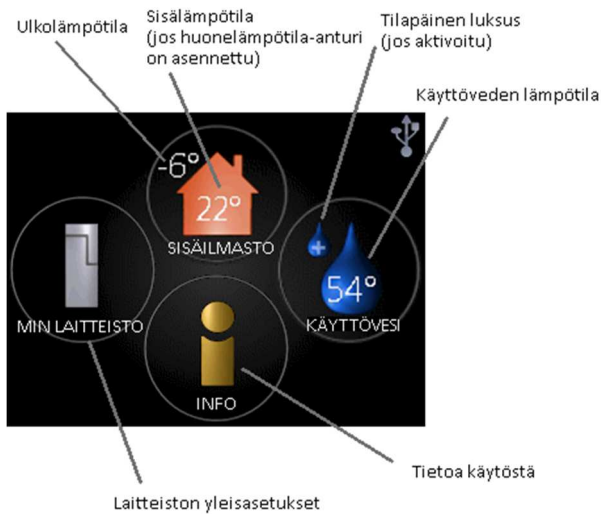 Ulkolämpötila
Sisälämpötila
(jos huonelämpötila-anturi
on asennettu)
Tilapäinen luksus
(jos aktivoitu)
Käyttöveden lämpötila
-6°
22°
SISÄILMASTO
MIN LAITTEISTO
54°
KÄYTTÖVESI
INFO
Tietoa käytöstä
Laitteiston yleisasetukset